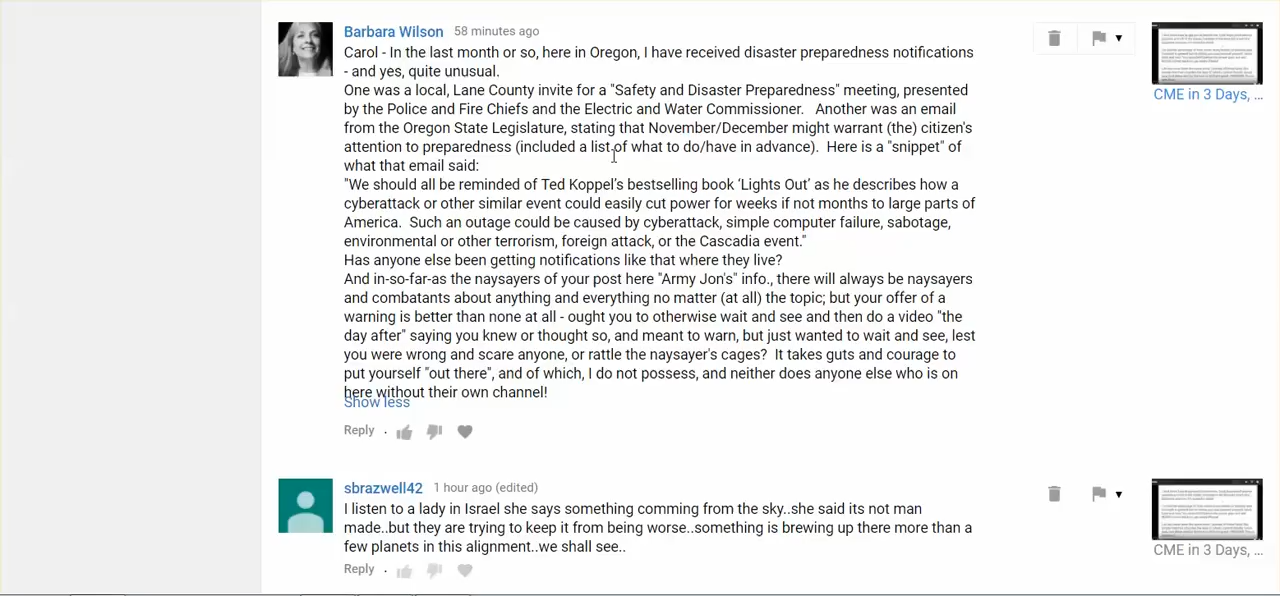 Barbara Wilson 58 minutes ago
Carol - In the last month or so, here in Oregon, I have received disaster preparedness notifications
- and yes, quite unusual.
One was a local, Lane County invite for a "Safety and Disaster Preparedness" meeting, presented
by the Police and Fire Chiefs and the Electric and Water Commissioner.   Another was an email
from the Oregon State Legislature, stating that November/December might warrant (the) citizen's
attention to preparedness (included a list of what to do/have in advance).  Here is a "snippet" of
what that email said:
"We should all be reminded of Ted Koppel’s bestselling book ‘Lights Out’ as he describes how a
cyberattack or other similar event could easily cut power for weeks if not months to large parts of
America.  Such an outage could be caused by cyberattack, simple computer failure, sabotage,
environmental or other terrorism, foreign attack, or the Cascadia event."
Has anyone else been getting notifications like that where they live?
And in-so-far-as the naysayers of your post here "Army Jon's" info., there will always be naysayers
and combatants about anything and everything no matter (at all) the topic; but your offer of a
warning is better than none at all - ought you to otherwise wait and see and then do a video "the
day after" saying you knew or thought so, and meant to warn, but just wanted to wait and see, lest
you were wrong and scare anyone, or rattle the naysayer's cages?  It takes guts and courage to
put yourself "out there", and of which, I do not possess, and neither does anyone else who is on
here without their own channel!
Show less
Reply .
CME in 3 Days, ...
sbrazwell42 1 hour ago (edited)
I listen to a lady in israel she says something comming from the sky..she said its not man
made..but they are trying to keep it from being worse..something is brewing up there more than a
few planets in this alignment..we shall see..
Reply .
CME in 3 Days, ...